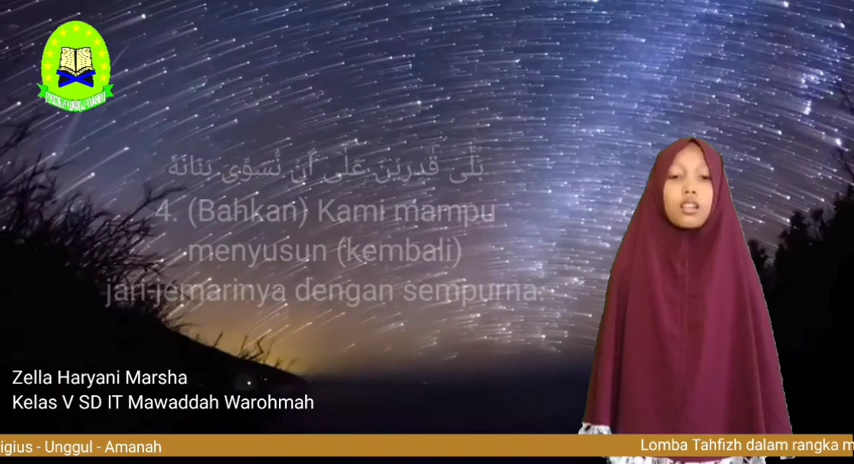 بَلٰى قٰدِرِيْنَ عَلٰٓى اَنْ نُّسَوِّيَ بَنَانَهٗ
4. (Bahkan) Kami mampu
menyusun (kembali)
jari-jemarinya dengan sempurna.
Zella Haryani Marsha
Kelas V SD IT Mawaddah Warohmah
igius - Unggul - Amanah
Lomba Tahfizh dalam rangka m